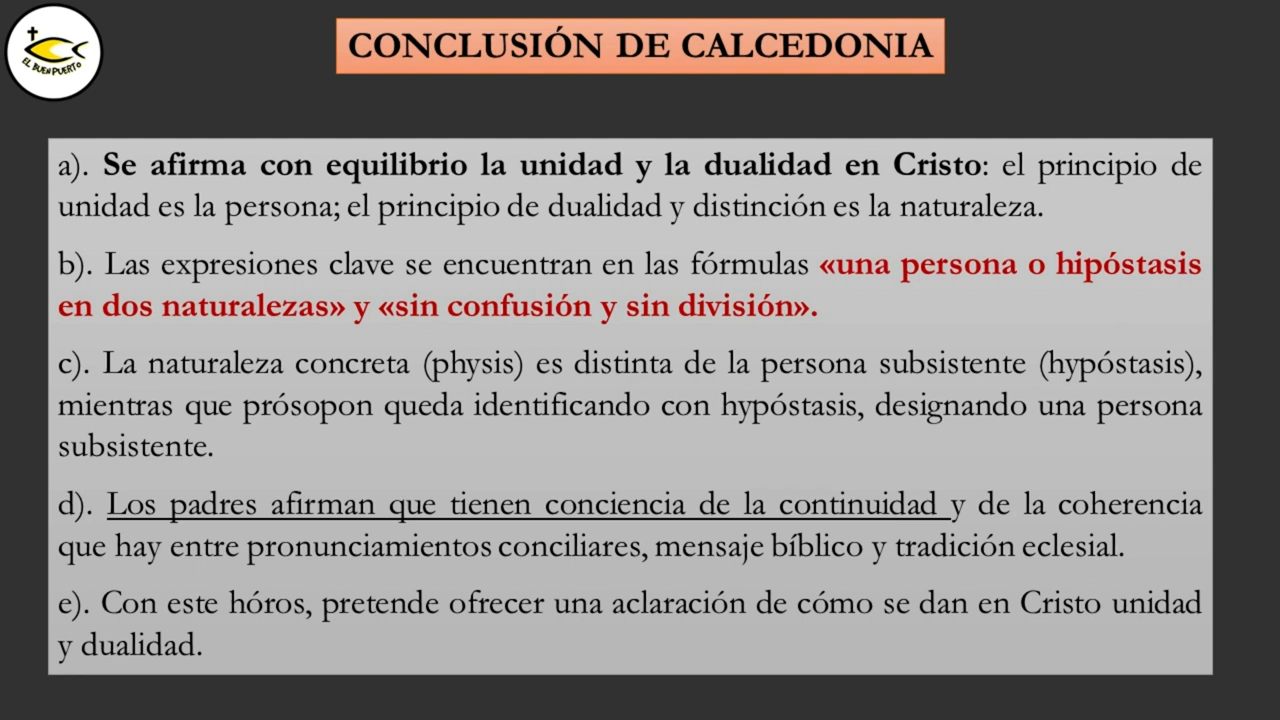 EL BUEN PUERTO
CONCLUSIÓN DE CALCEDONIA
a). Se afirma con equilibrio la unidad y la dualidad en Cristo: el principio de
unidad es la persona; el principio de dualidad y distinción es la naturaleza.
b). Las expresiones clave se encuentran en las fórmulas «una persona o hipóstasis
en dos naturalezas» y «sin confusión y sin división».
c). La naturaleza concreta (physis) es distinta de la persona subsistente (hypóstasis),
mientras que prósopon queda identificando con hypóstasis, designando una persona
subsistente.
d). Los padres afirman que tienen conciencia de la continuidad y de la coherencia
que hay entre pronunciamientos conciliares, mensaje bíblico y tradición eclesial.
e). Con este hóros, pretende ofrecer una aclaración de cómo se dan en Cristo unidad
y dualidad.